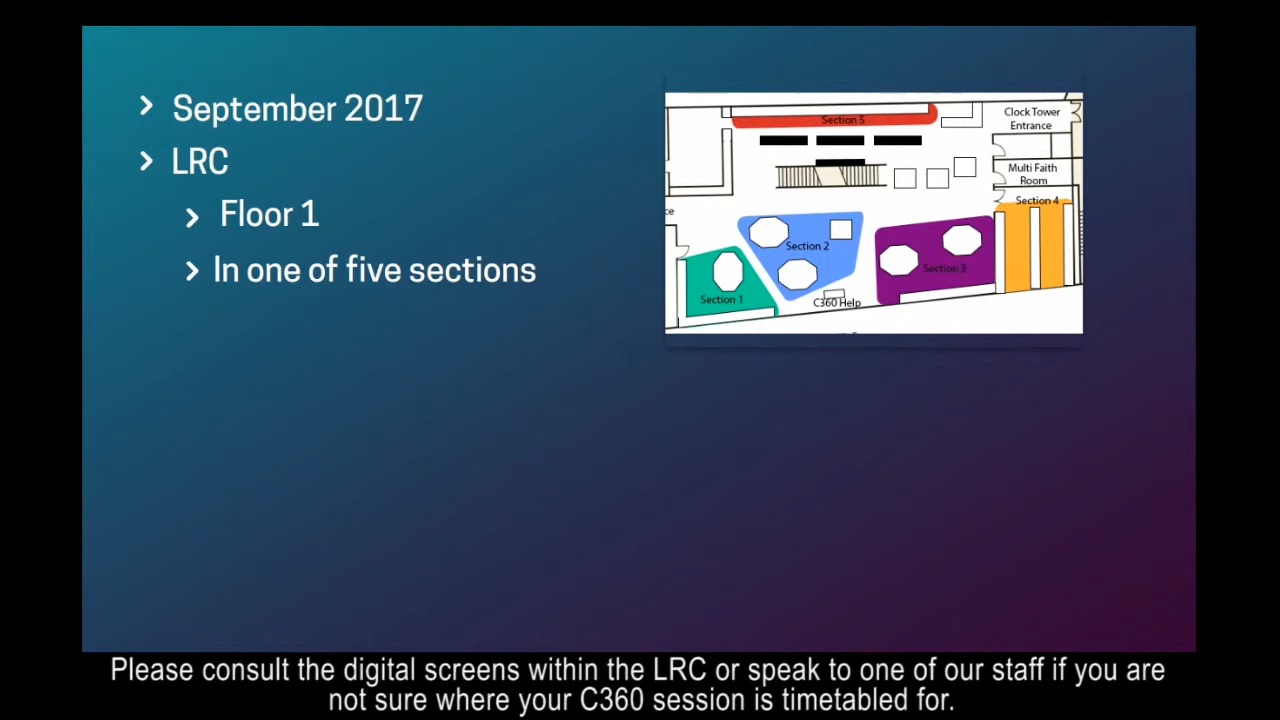 September 2017
LRC
Floor 1
In one of five sections
Section 5
Clock Tower
Entrance
Multi Faith
Room
Section 4
ce
Section 2
Section 3
Section 1
C360 Help
Please consult the digital screens within the LRC or speak to one of our staff if you are
not sure where your C360 session is timetabled for.